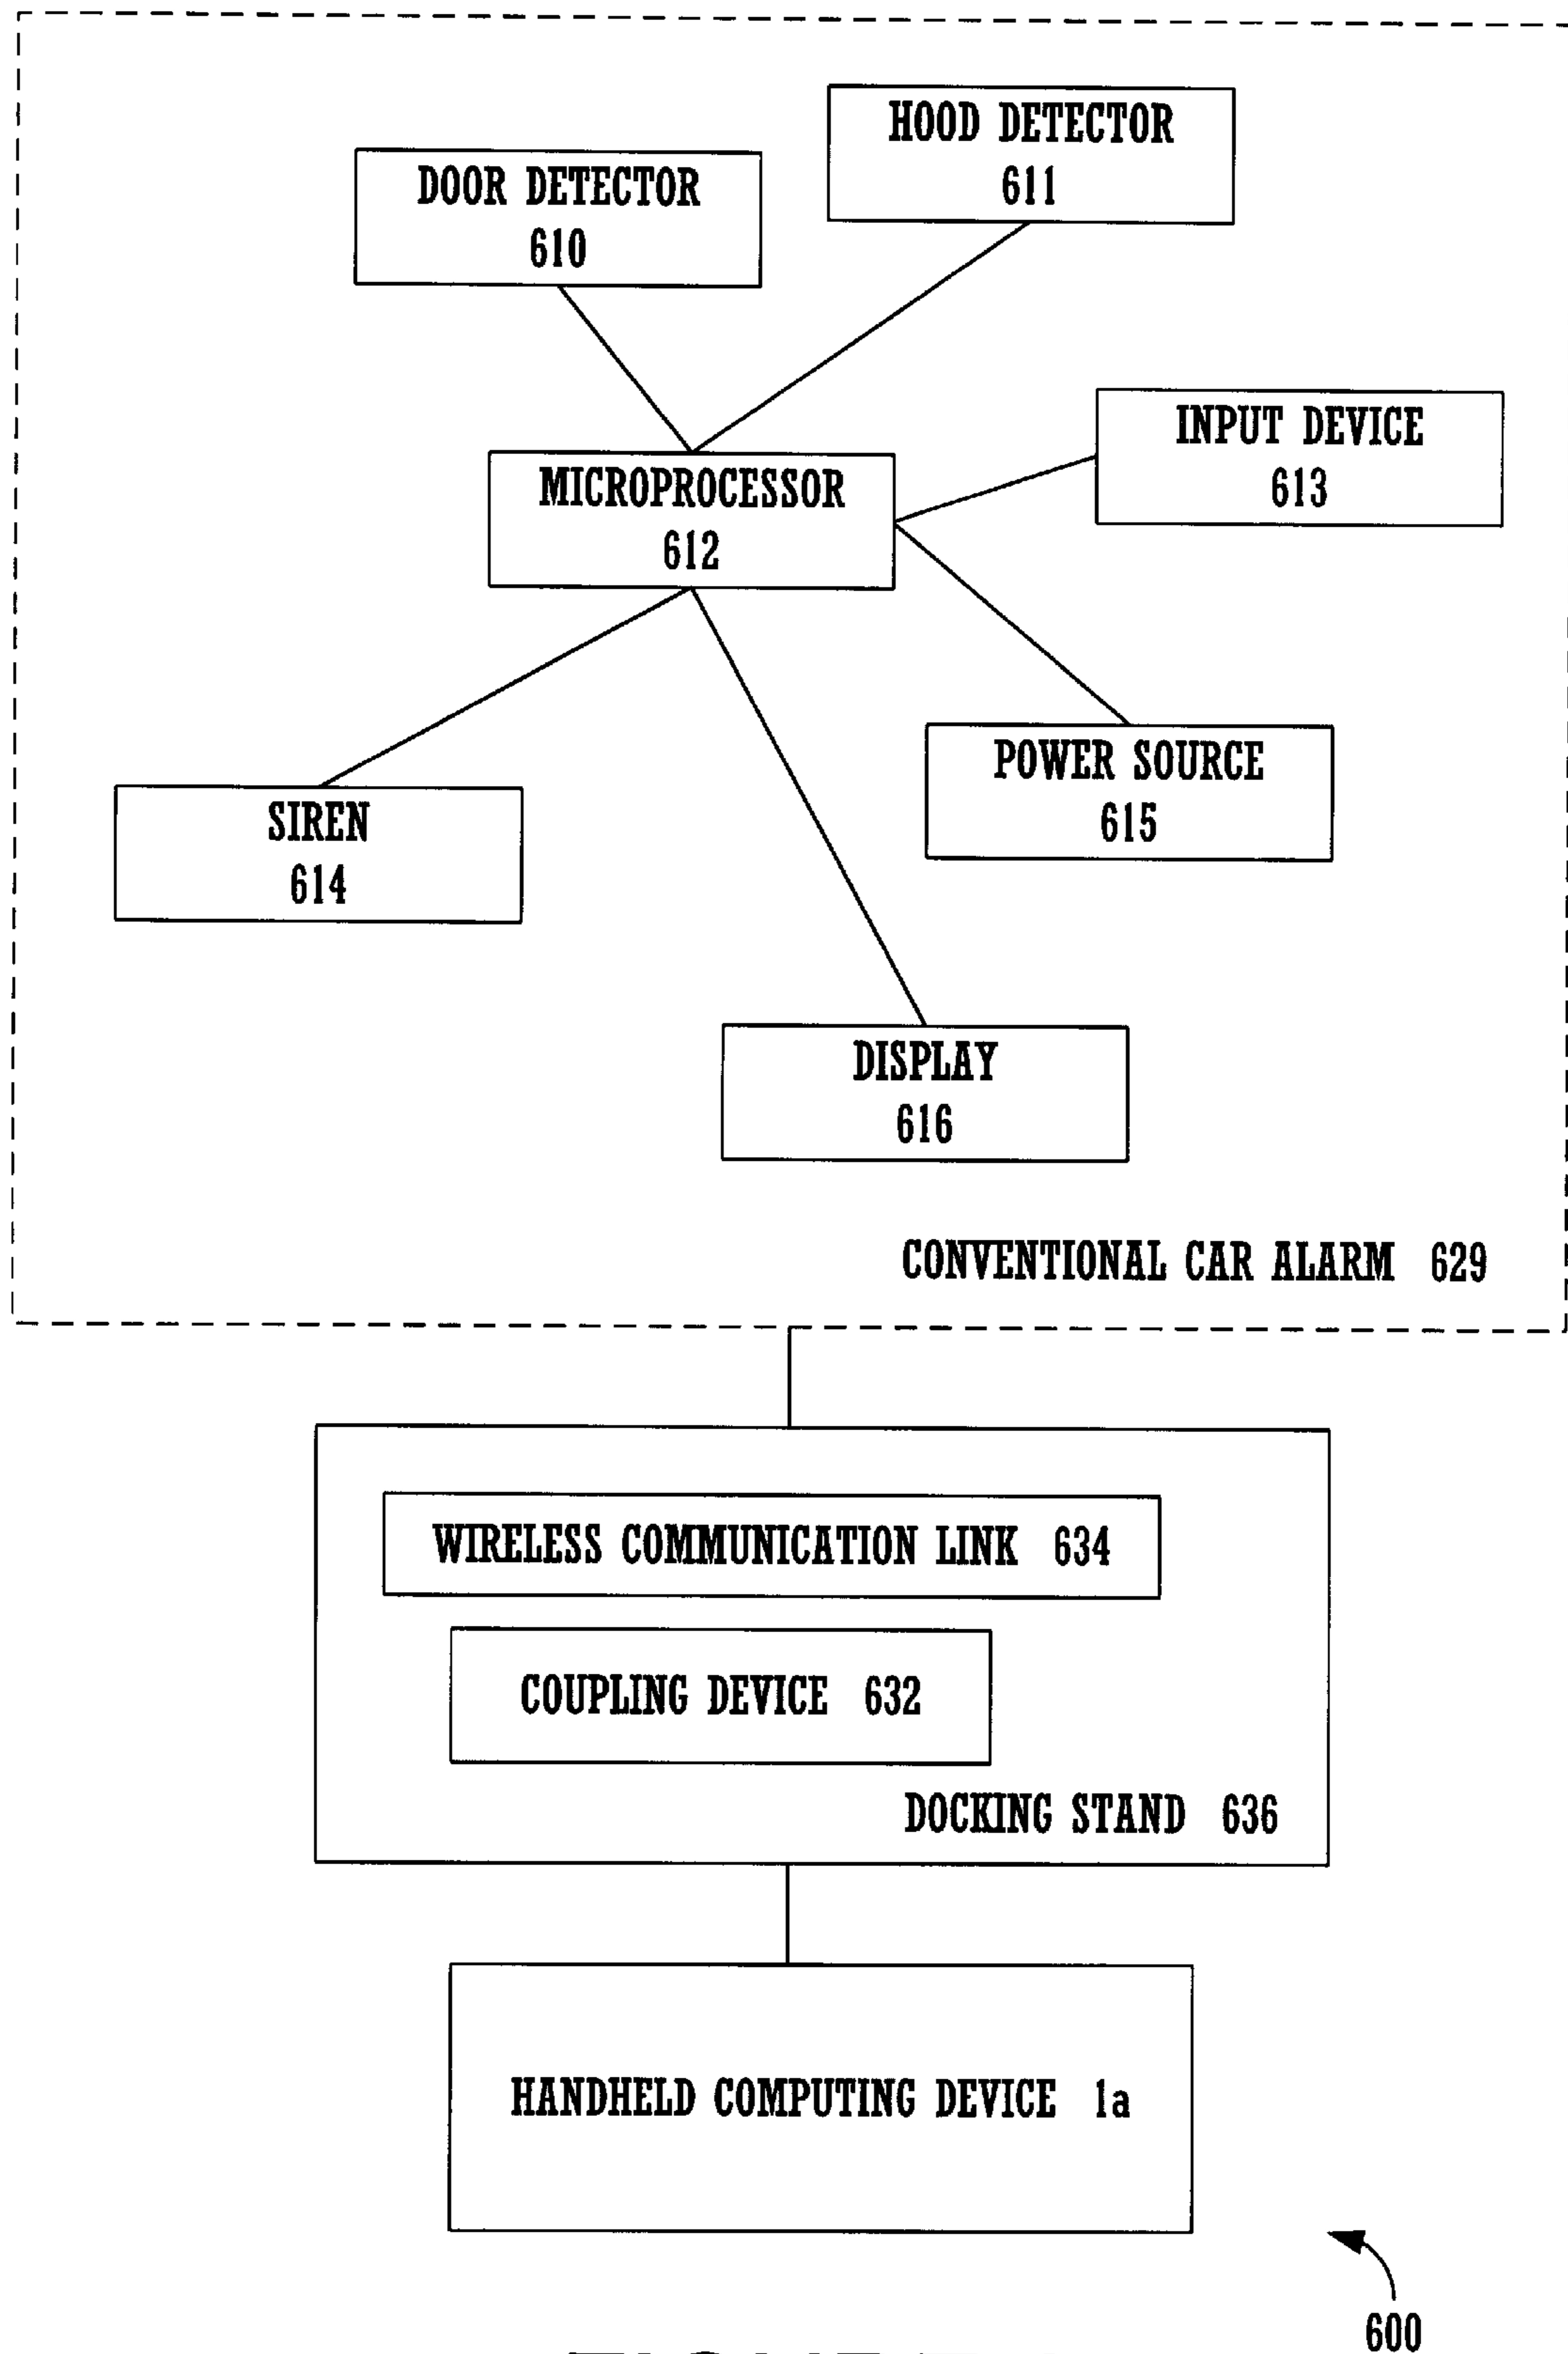 HOOD DETECTOR
611
DOOR DETECTOR
610
INPUT DEVICE
613
MICROPROCESSOR
612
POWER SOURCE
615
SIREN
614
DISPLAY
616
CONVENTIONAL CAR ALARM 629
WIRELESS COMMUNICATION LINK 634
COUPLING DEVICE 632
DOCKING STAND 636
HANDHELD COMPUTING DEVICE 1a
600